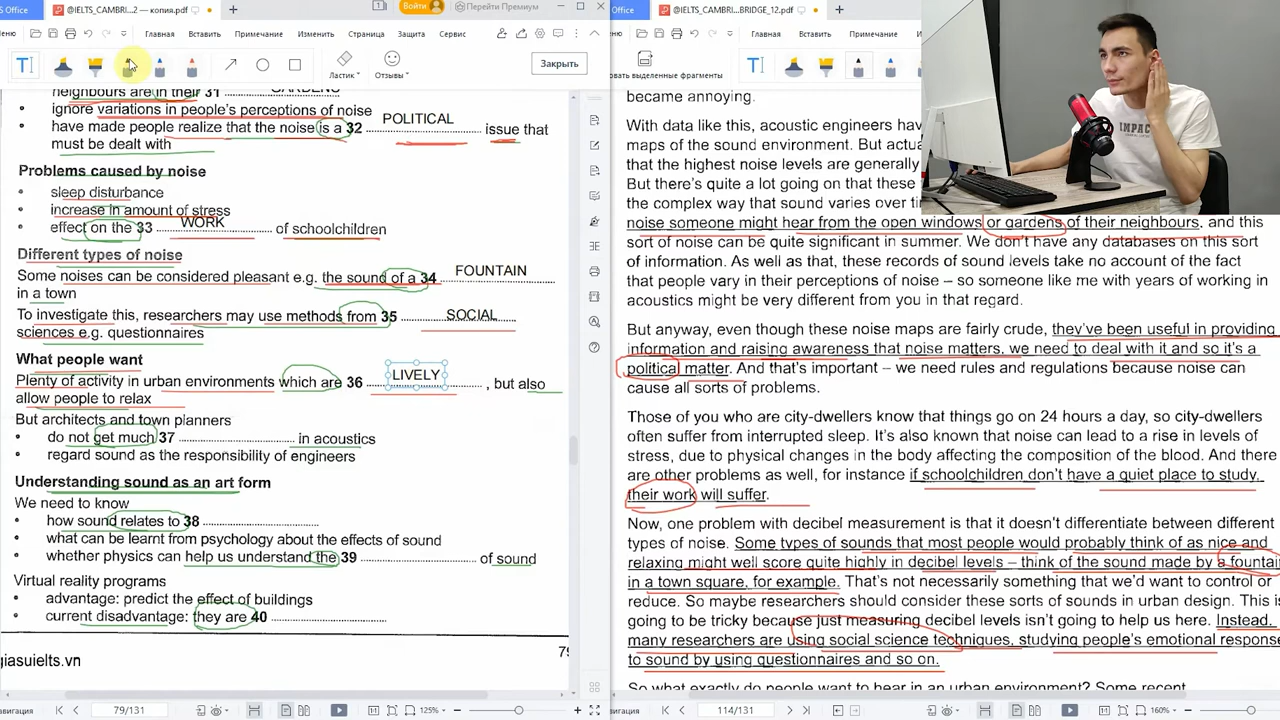 Office
@IELTS_CAMBRI...2 — копия.pdf
Войти
Перейти Премиум
Office
@IELTS_CAMBRI...BRIDGE_12.pdf
Главная Вставить Примечание Изменить Страница Защита Сервис
Главная Вставить Примечание
Ластик Отзывы Закрыть
овать выделенные фрагменты
neighbours are in their 31 GARDENS
• ignore variations in people's perceptions of noise
• have made people realize that the noise is a 32 POLITICAL issue that
must be dealt with
Problems caused by noise
• sleep disturbance
• increase in amount of stress
• effect on the 33 WORK of schoolchildren
Different types of noise
Some noises can be considered pleasant e.g. the sound of a 34 FOUNTAIN
in a town
To investigate this, researchers may use methods from 35 SOCIAL
sciences e.g. questionnaires
What people want
Plenty of activity in urban environments which are 36 LIVELY , but also
allow people to relax
But architects and town planners
• do not get much 37 in acoustics
• regard sound as the responsibility of engineers
Understanding sound as an art form
We need to know
• how sound relates to 38
• what can be learnt from psychology about the effects of sound
• whether physics can help us understand the 39 of sound
Virtual reality programs
• advantage: predict the effect of buildings
• current disadvantage: they are 40
giasuielts.vn
79
became annoying.
With data like this, acoustic engineers hav
maps of the sound environment. But actu
that the highest noise levels are generally
But there's quite a lot going on that these
the complex way that sound varies over ti
noise someone might har from the open windows or gardens of their neighbours, and this
sort of noise can be quite significant in summer. We don't have any databases on this sort
of information. As well as that, these records of sound levels take no account of the fact
that people vary in their perceptions of noise – so someone like me with years of working in
acoustics might be very different from you in that regard.
But anyway, even though these noise maps are fairly crude, they've been useful in providing
information and raising awareness that noise matters, we need to deal with it and so it's a
political matter. And that's important – we need rules and regulations because noise can
cause all sorts of problems.
Those of you who are city-dwellers know that things go on 24 hours a day, so city-dwellers
often suffer from interrupted sleep. It's also known that noise can lead to a rise in levels of
stress, due to physical changes in the body affecting the composition of the blood. And there
are other problems as well, for instance if schoolchildren don't have a quiet place to study,
their work will suffer.
Now, one problem with decibel measurement is that it doesn't differentiate between different
types of noise. Some types of sounds that most people would probably think of as nice and
relaxing might well score quite highly in decibel levels – think of the sound made by a fountai
in a town square, for example. That's not necessarily something that we'd want to control or
reduce. So maybe researchers should consider these sorts of sounds in urban design. This is
going to be tricky because just measuring decibel levels isn't going to help us here. Instead,
many researchers are using social science techniques, studying people's emotional response
to sound by using questionnaires and so on.
So what exactly do people want to hear in an urban environment? Some recent
IMPACT
вигация 79/131 125%
вигация 114/131 160%